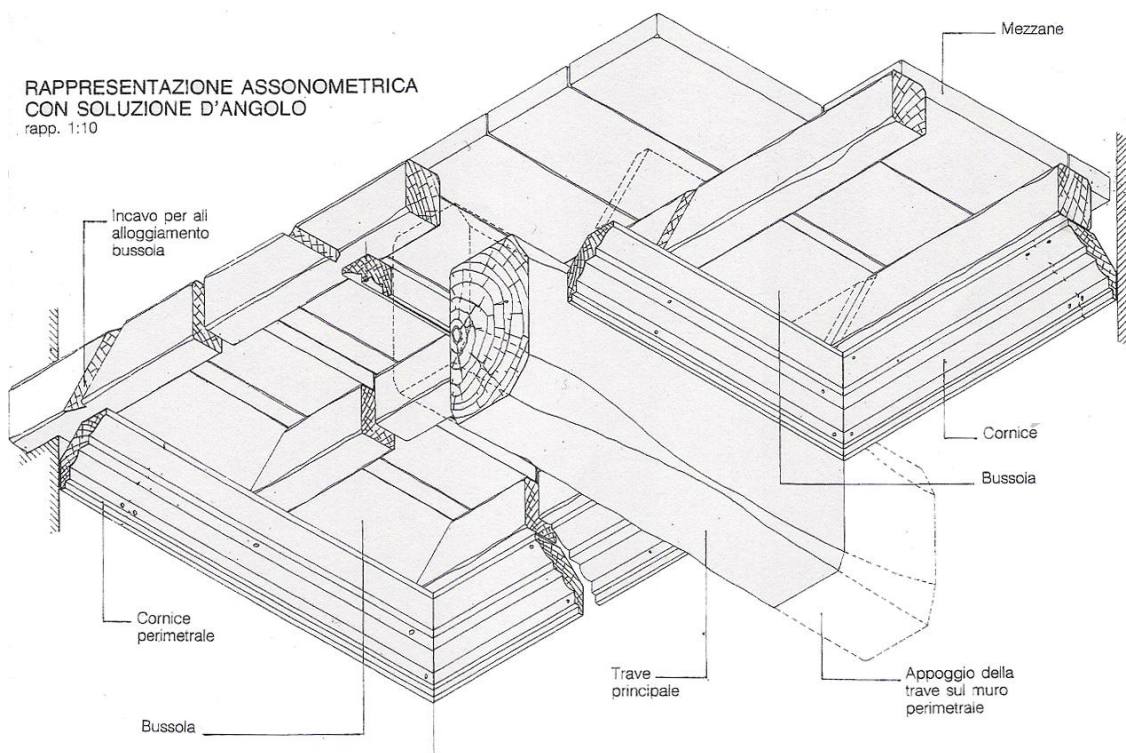 RAPPRESENTAZIONE ASSONOMETRICA
CON SOLUZIONE D'ANGOLO
rapp. 1:10
Mezzane
Incavo per ali
alloggiamento
bussola
Cornice
Bussola
Cornice
perimetrale
Trave
principale
Appoggio della
trave sul muro
perimetrale
Bussola